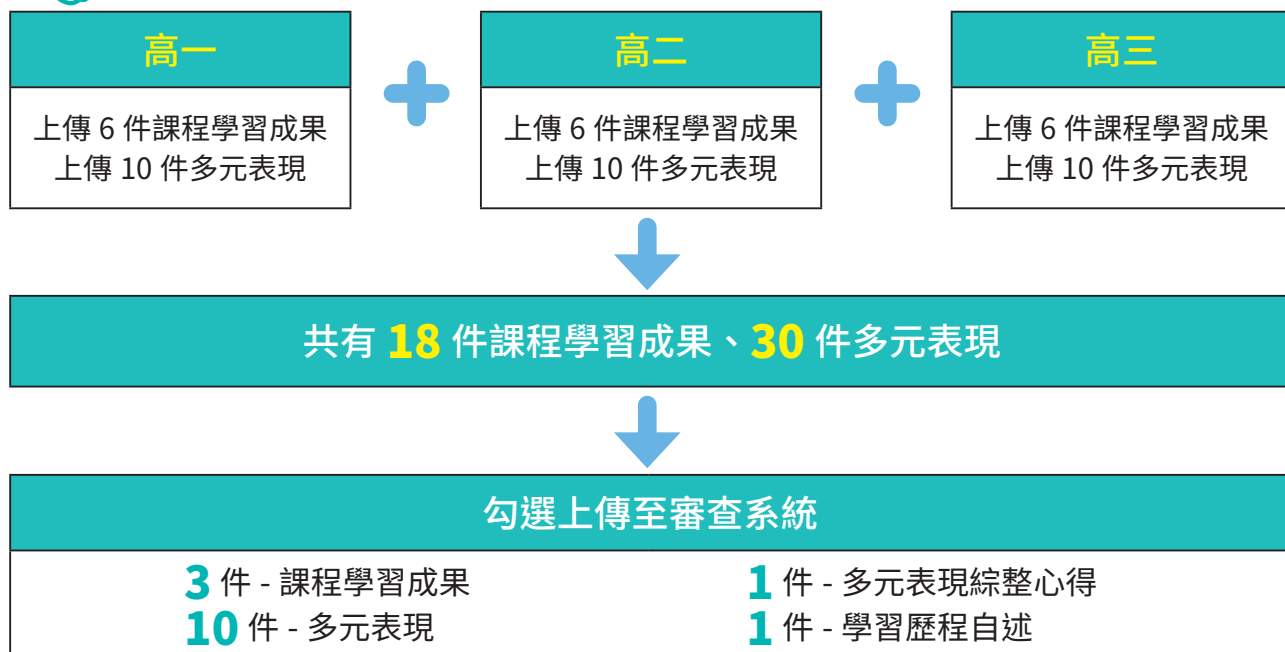 高一
上傳 6 件課程學習成果
上傳 10 件多元表現
高二
上傳 6 件課程學習成果
上傳 10 件多元表現
高三
上傳 6 件課程學習成果
上傳 10 件多元表現
共有 18 件課程學習成果、30 件多元表現
勾選上傳至審查系統
3 件 - 課程學習成果
10 件 - 多元表現
1 件 - 多元表現綜整心得
1 件 - 學習歷程自述